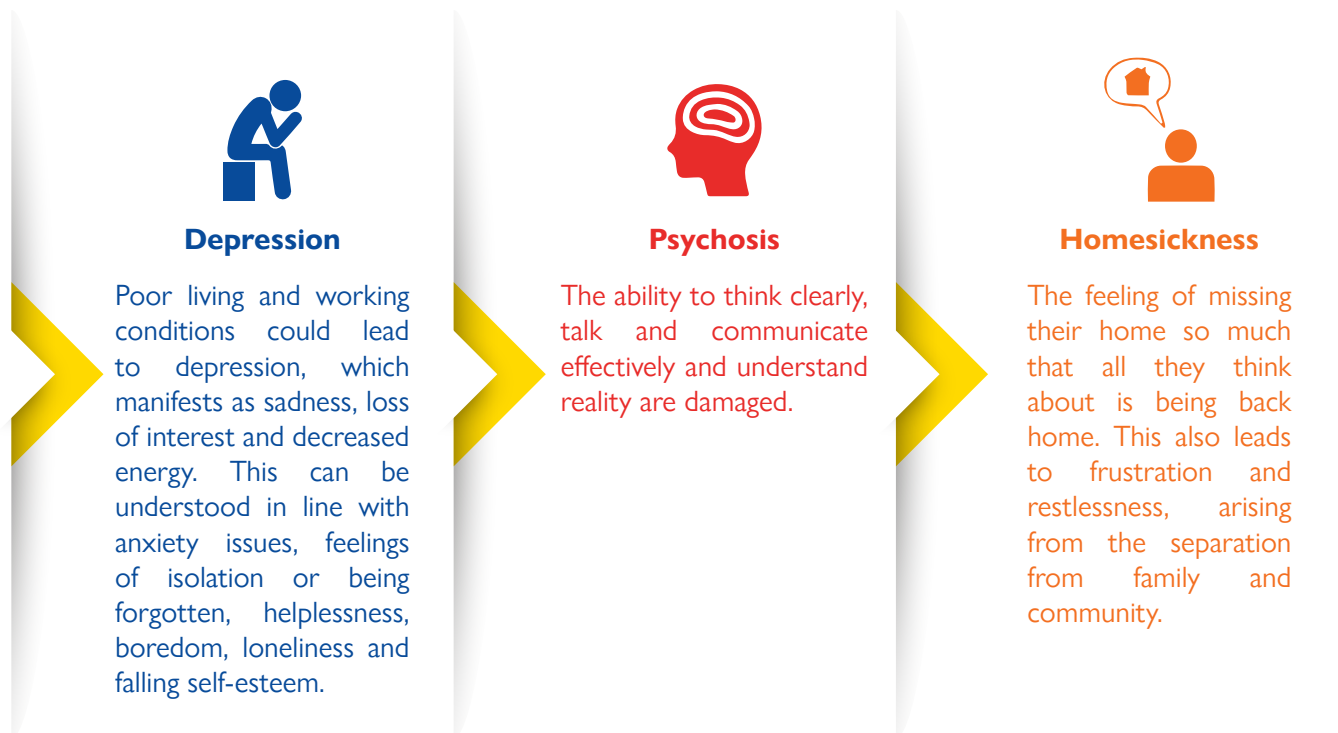 Depression
Poor living and working
conditions could lead
to depression, which
manifests as sadness, loss
of interest and decreased
energy. This can be
understood in line with
anxiety issues, feelings
of isolation or being
forgotten, helplessness,
boredom, loneliness and
falling self-esteem.
Psychosis
The ability to think clearly,
talk and communicate
effectively and understand
reality are damaged.
Homesickness
The feeling of missing
their home so much
that all they think
about is being back
home. This also leads
to frustration and
restlessness, arising
from the separation
from family and
community.